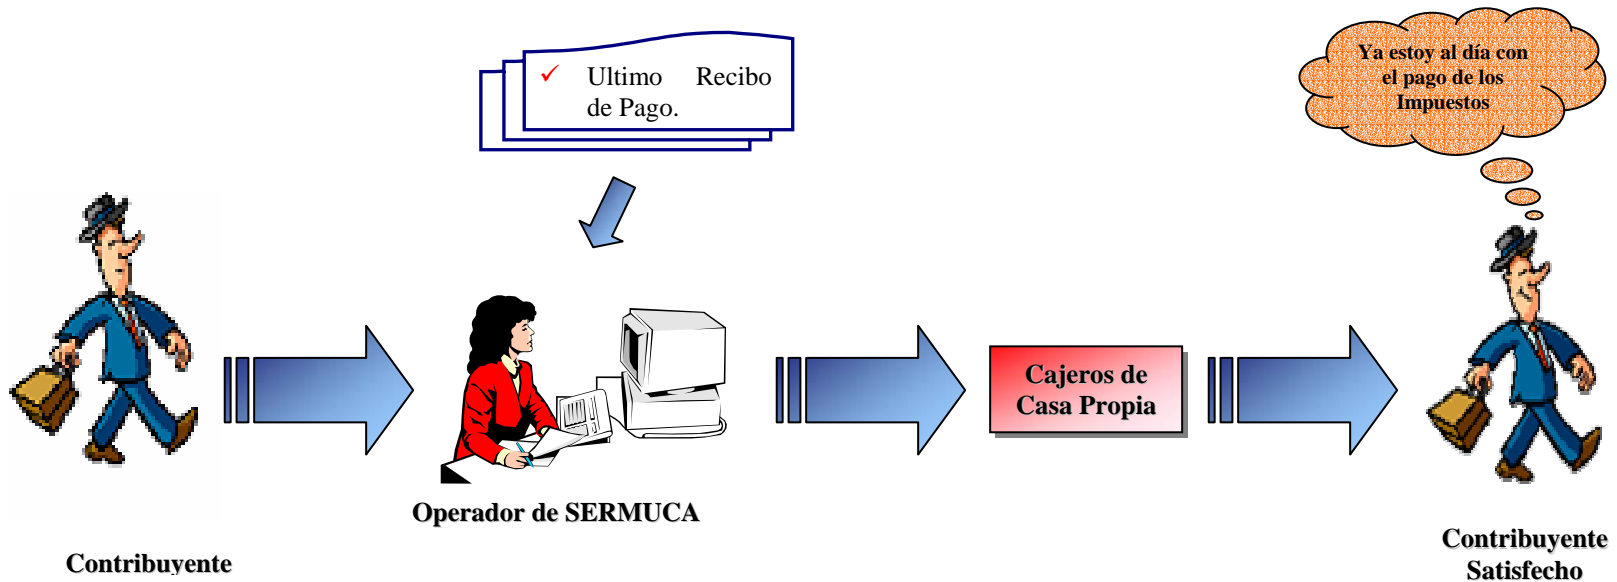 Ultimo Recibo
de Pago.
Ya estoy al día con
el pago de los
Impuestos
Cajeros de
Casa Propia
Operador de SERMUCA
Contribuyente
Contribuyente
Satisfecho